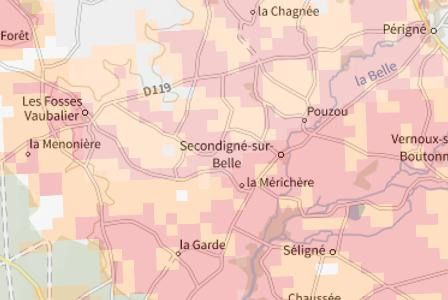 la Chagnée
Périgné
Forêt
la Belle
D119
Les Fosses
Vaubalier
Pouzou
la Menonière
Secondigné-sur-
Belle
Vernoux-s
Bouton
la Mérichère
la Garde
Séligné
Chaussée